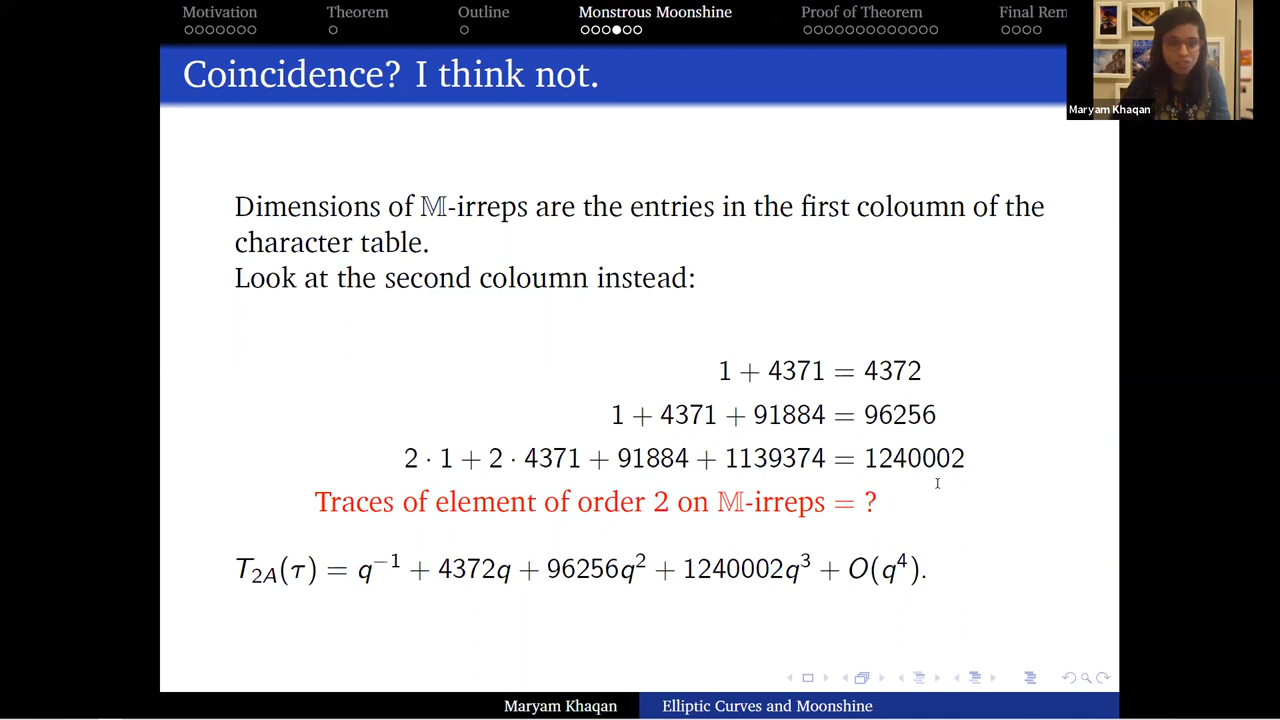 Motivation Theorem Outline Monstrous Moonshine Proof of Theorem Final Rem
Coincidence? I think not.
Maryam Khaqan
Dimensions of 𝕄-irreps are the entries in the first coloumn of the
character table.
Look at the second coloumn instead:
1 + 4371 = 4372
1 + 4371 + 91884 = 96256
2 · 1 + 2 · 4371 + 91884 + 1139374 = 1240002
Traces of element of order 2 on 𝕄-irreps = ?
T_{2A}(τ) = q^{-1} + 4372q + 96256q^2 + 1240002q^3 + O(q^4).
Maryam Khaqan Elliptic Curves and Moonshine